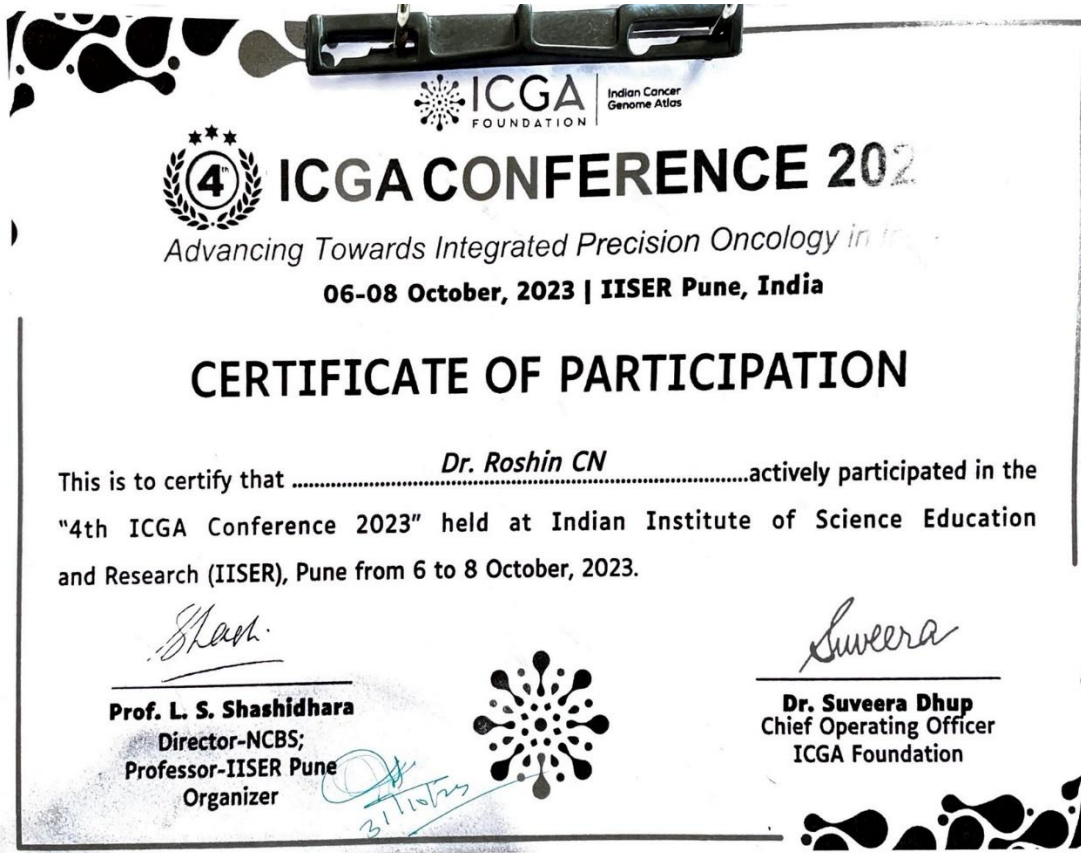 ICGA
FOUNDATION
Indian Cancer
Genome Atlas
4th
ICGA CONFERENCE 202
Advancing Towards Integrated Precision Oncology in
06-08 October, 2023 | IISER Pune, India
CERTIFICATE OF PARTICIPATION
This is to certify that ........Dr. Roshin CN........actively participated in the
"4th ICGA Conference 2023" held at Indian Institute of Science Education
and Research (IISER), Pune from 6 to 8 October, 2023.
Suveera
Prof. L. S. Shashidhara
Director-NCBS;
Professor-IISER Pune
Organizer
Dr. Suveera Dhup
Chief Operating Officer
ICGA Foundation